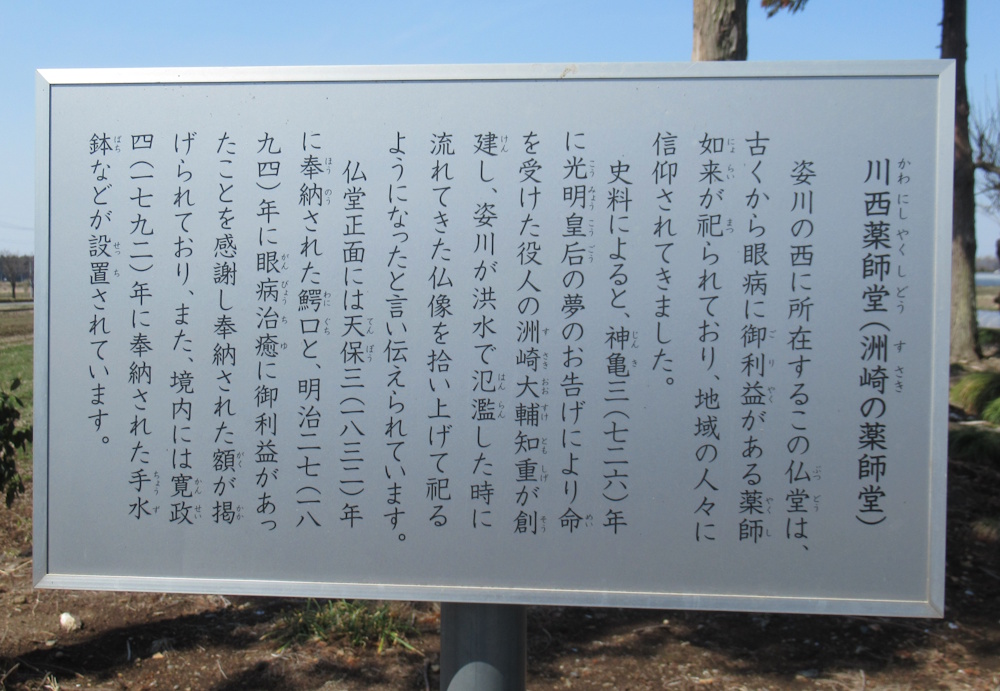 川西薬師堂(洲崎の薬師堂)
姿川の西に所在するこの仏堂は、
古くから眼病に御利益がある薬師
如来が祀られており、地域の人々に
信仰されてきました。
史料によると、神亀三(七二六)年
に光明皇后の夢のお告げにより命
を受けた役人の洲崎大輔知重が創
建し、姿川が洪水で氾濫した時に
流れてきた仏像を拾い上げて祀る
ようになったと言い伝えられています。
仏堂正面には天保三(一八三二)年
に奉納された鰐口と、明治二七(一八
九四)年に眼病治癒に御利益があっ
たことを感謝し奉納された額が掲
げられており、また、境内には寛政
四(一七九二)年に奉納された手水
鉢などが設置されています。